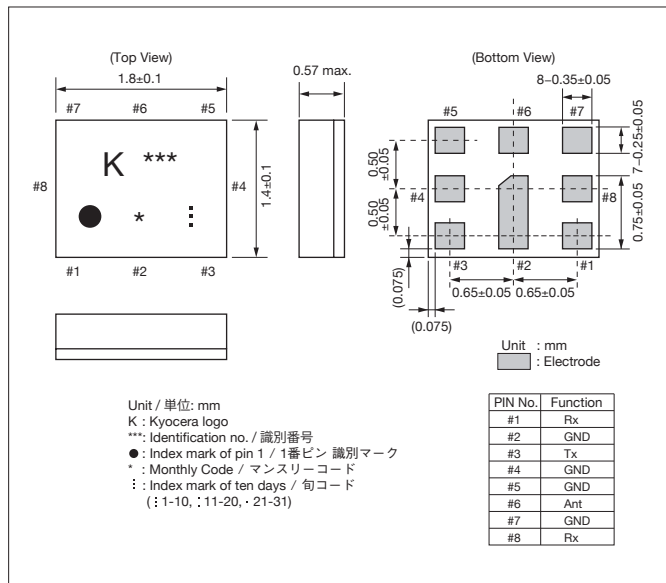 (Top View)
1.8±0.1
#7 #6 #5
K ***
#8
#4
*
#1 #2 #3
1.4±0.1
0.57 max.
(Bottom View)
8–0.35±0.05
#5 #6 #7
7–0.25±0.05
0.50
±0.05
#4
#8
0.75±0.05
0.50
±0.05
#3 #2 #1
(0.075)
0.65±0.05 0.65±0.05
(0.075)
Unit : mm
: Electrode
Unit / 単位: mm
K : Kyocera logo
***: Identification no. / 識別番号
● : Index mark of pin 1 / 1番ピン 識別マーク
* : Monthly Code / マンスリーコード
⋮ : Index mark of ten days / 旬コード
(⋮1-10, :11-20, · 21-31)
PIN No. Function
#1 Rx
#2 GND
#3 Tx
#4 GND
#5 GND
#6 Ant
#7 GND
#8 Rx